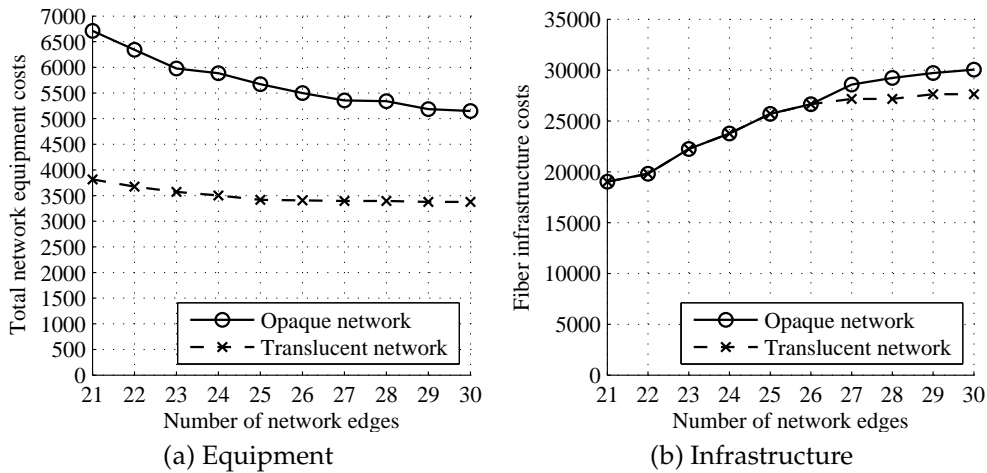 7000
6500
6000
5500
5000
4500
4000
3500
3000
2500
2000
1500
1000
500
0
Total network equipment costs
Opaque network
Translucent network
21 22 23 24 25 26 27 28 29 30
Number of network edges
(a) Equipment
35000
30000
25000
20000
15000
10000
5000
0
Fiber infrastructure costs
Opaque network
Translucent network
21 22 23 24 25 26 27 28 29 30
Number of network edges
(b) Infrastructure